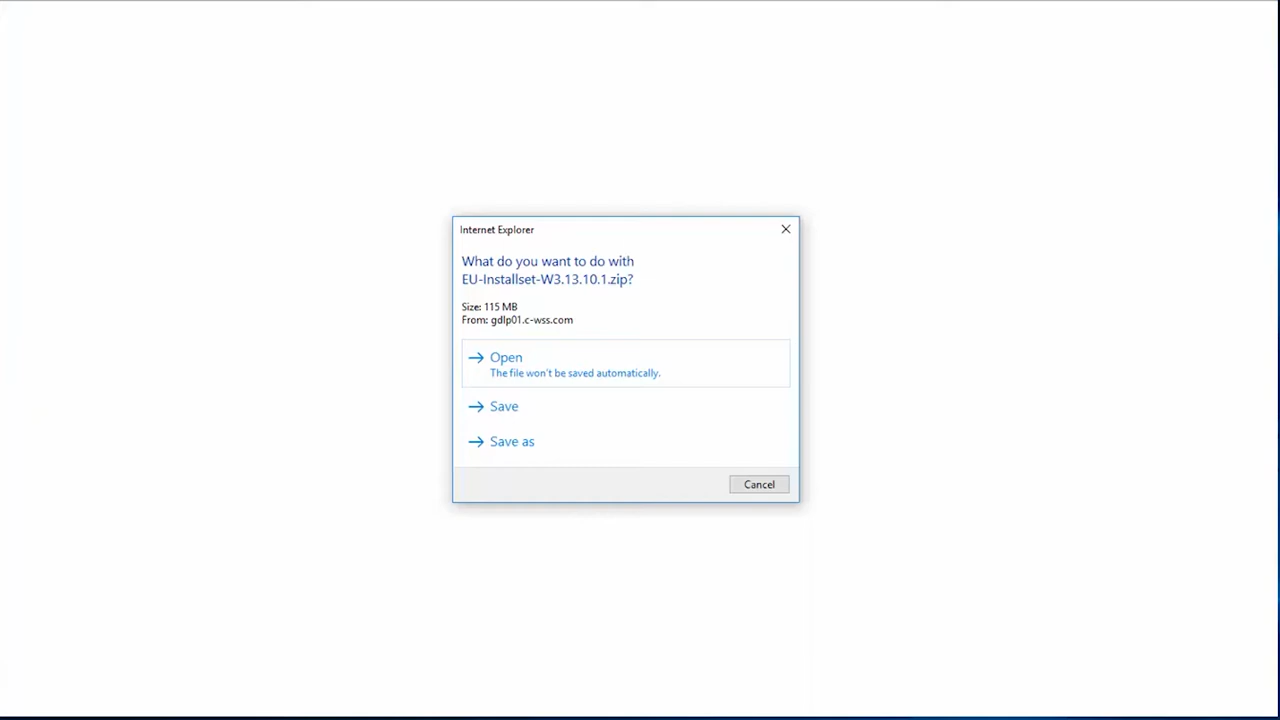 Internet Explorer
What do you want to do with
EU-Installset-W3.13.10.1.zip?
Size: 115 MB
From: gdlp01.c-wss.com
Open
The file won't be saved automatically.
Save
Save as
Cancel